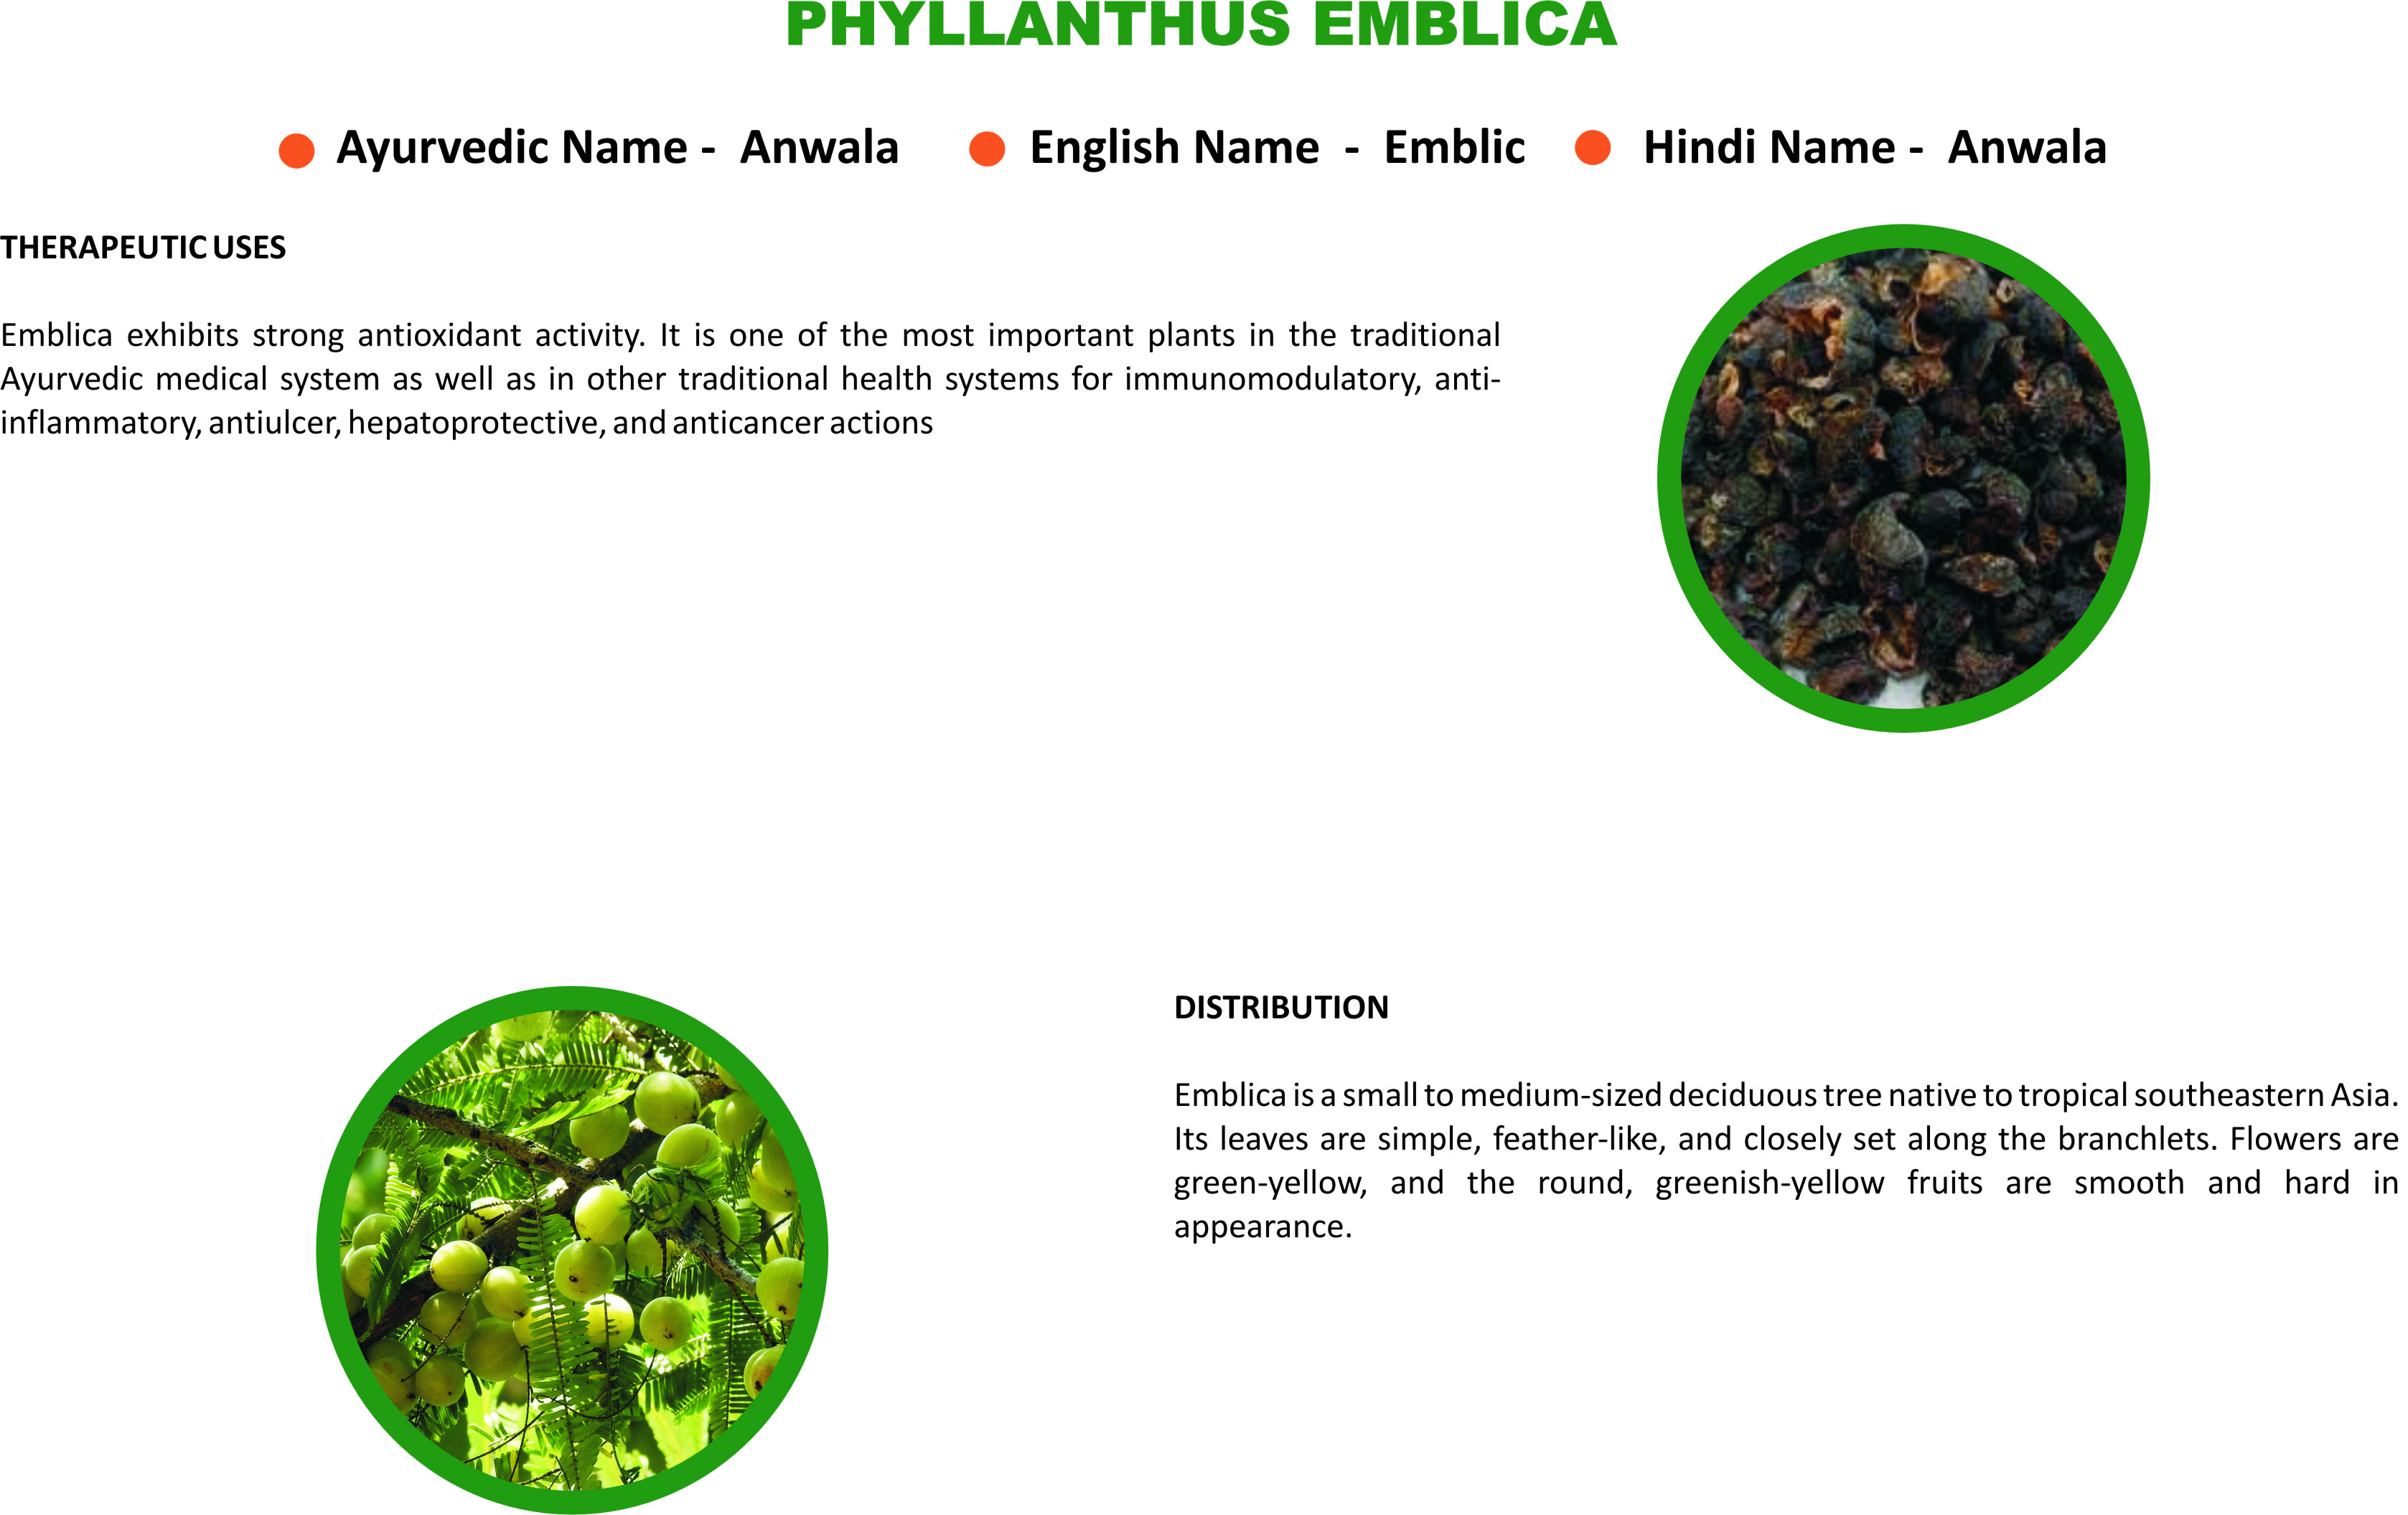 PHYLLANTHUS EMBLICA
Ayurvedic Name - Anwala
English Name - Emblic
Hindi Name - Anwala
THERAPEUTIC USES
Emblica exhibits strong antioxidant activity. It is one of the most important plants in the traditional
Ayurvedic medical system as well as in other traditional health systems for immunomodulatory, anti-
inflammatory, antiulcer, hepatoprotective, and anticancer actions
DISTRIBUTION
Emblica is a small to medium-sized deciduous tree native to tropical southeastern Asia.
Its leaves are simple, feather-like, and closely set along the branchlets. Flowers are
green-yellow, and the round, greenish-yellow fruits are smooth and hard in
appearance.